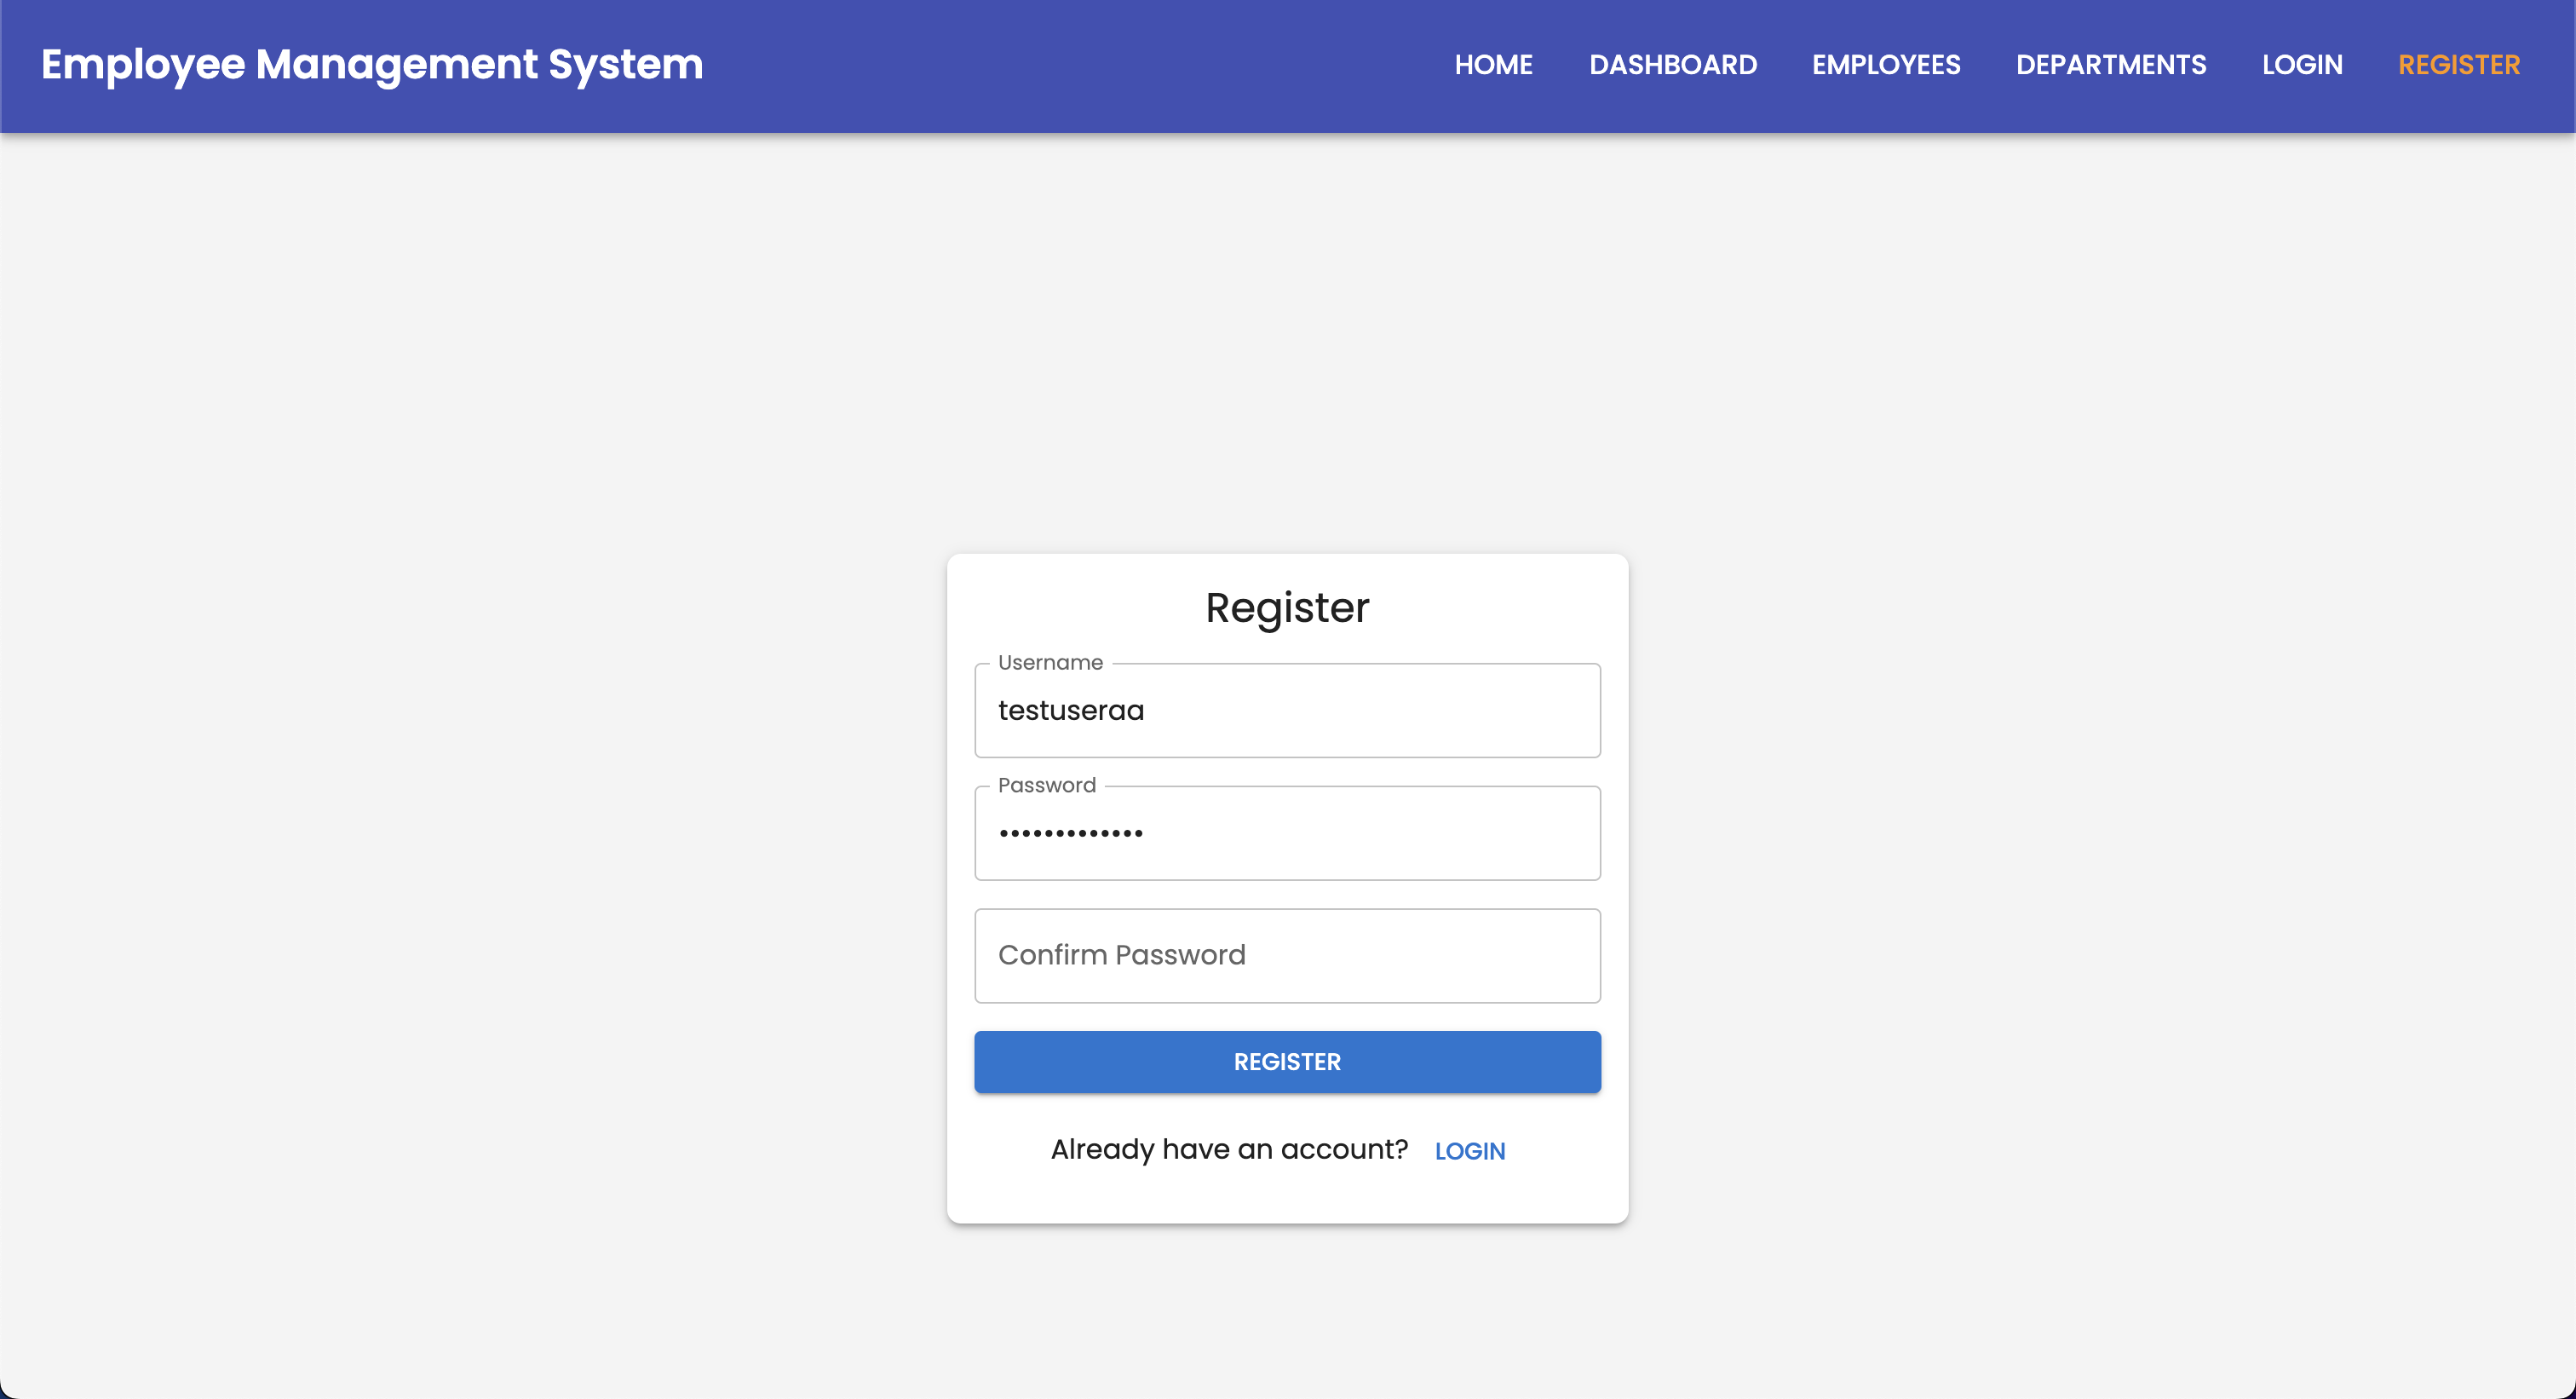 Employee Management System
HOME DASHBOARD EMPLOYEES DEPARTMENTS LOGIN REGISTER
Register
Username
testuseraa
Password
•••••••••••••
Confirm Password
REGISTER
Already have an account? LOGIN